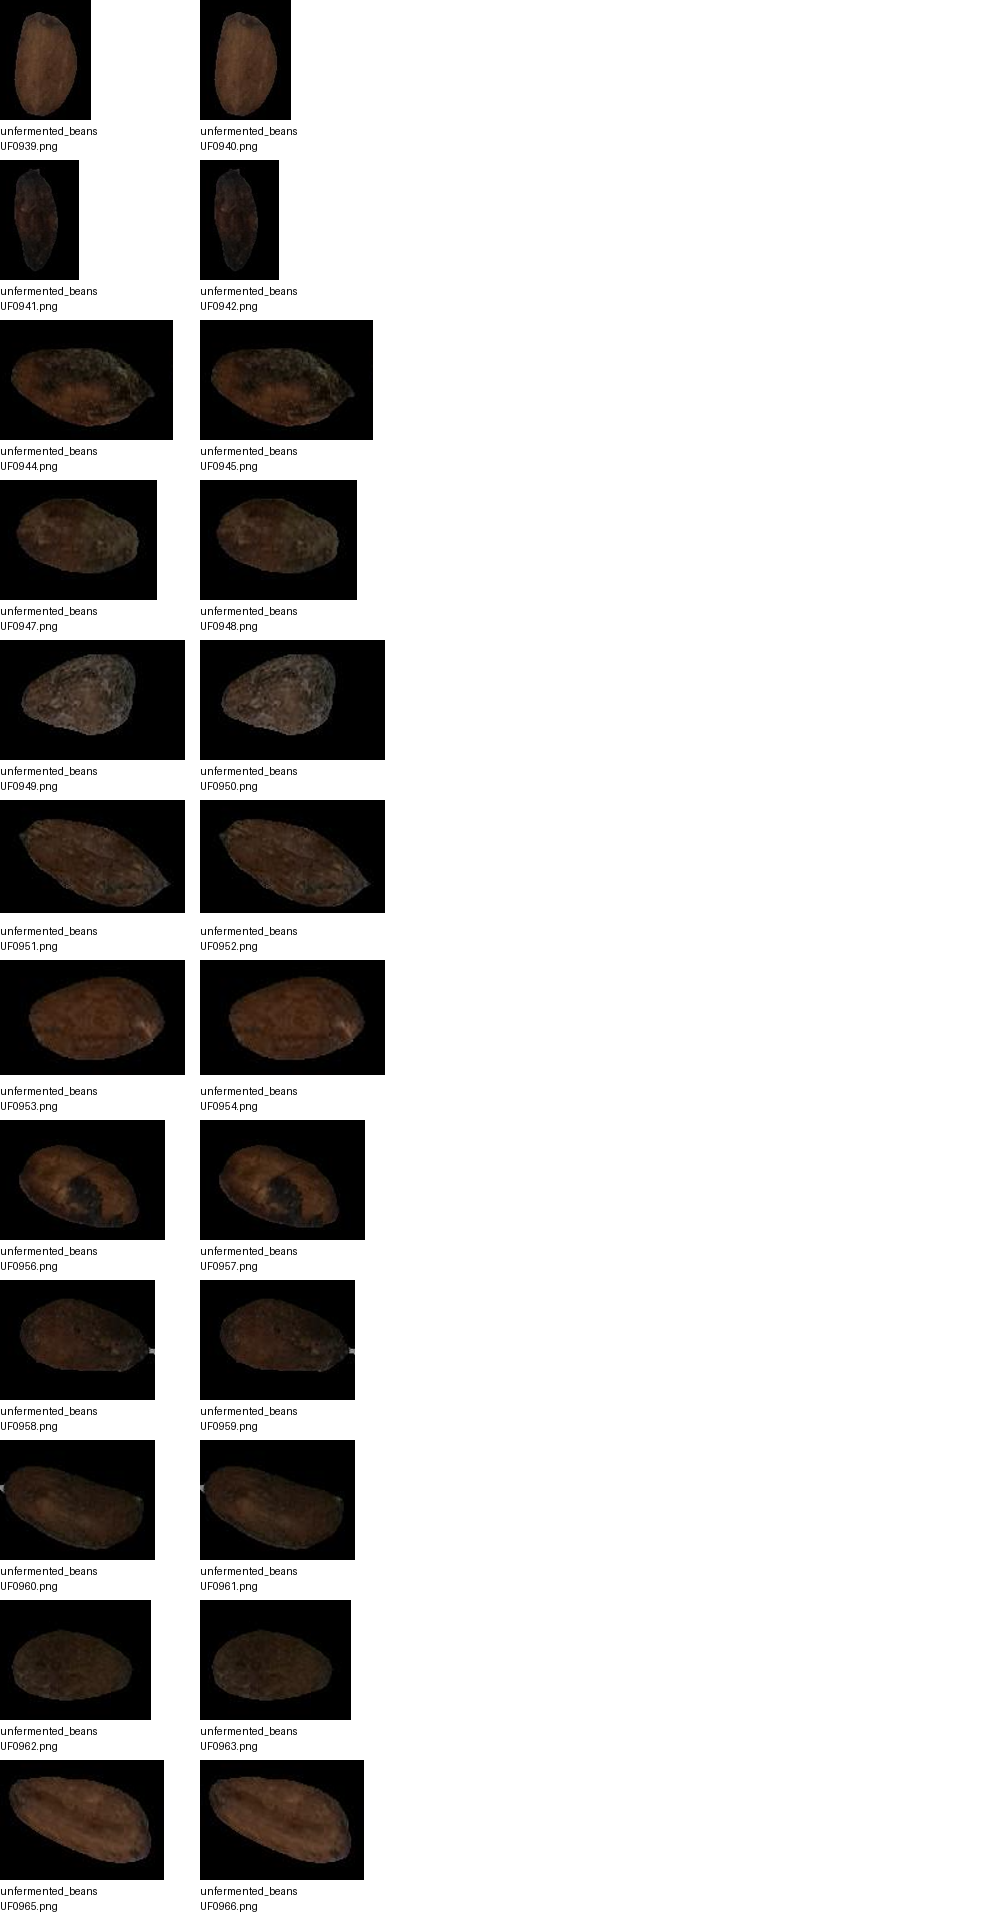 unfermented_beans unfermented_beans
UF0939.png UF0940.png
unfermented_beans unfermented_beans
UF0941.png UF0942.png
unfermented_beans unfermented_beans
UF0944.png UF0945.png
unfermented_beans unfermented_beans
UF0947.png UF0948.png
unfermented_beans unfermented_beans
UF0949.png UF0950.png
unfermented_beans unfermented_beans
UF0951.png UF0952.png
unfermented_beans unfermented_beans
UF0953.png UF0954.png
unfermented_beans unfermented_beans
UF0956.png UF0957.png
unfermented_beans unfermented_beans
UF0958.png UF0959.png
unfermented_beans unfermented_beans
UF0960.png UF0961.png
unfermented_beans unfermented_beans
UF0962.png UF0963.png
unfermented_beans unfermented_beans
UF0965.png UF0966.png